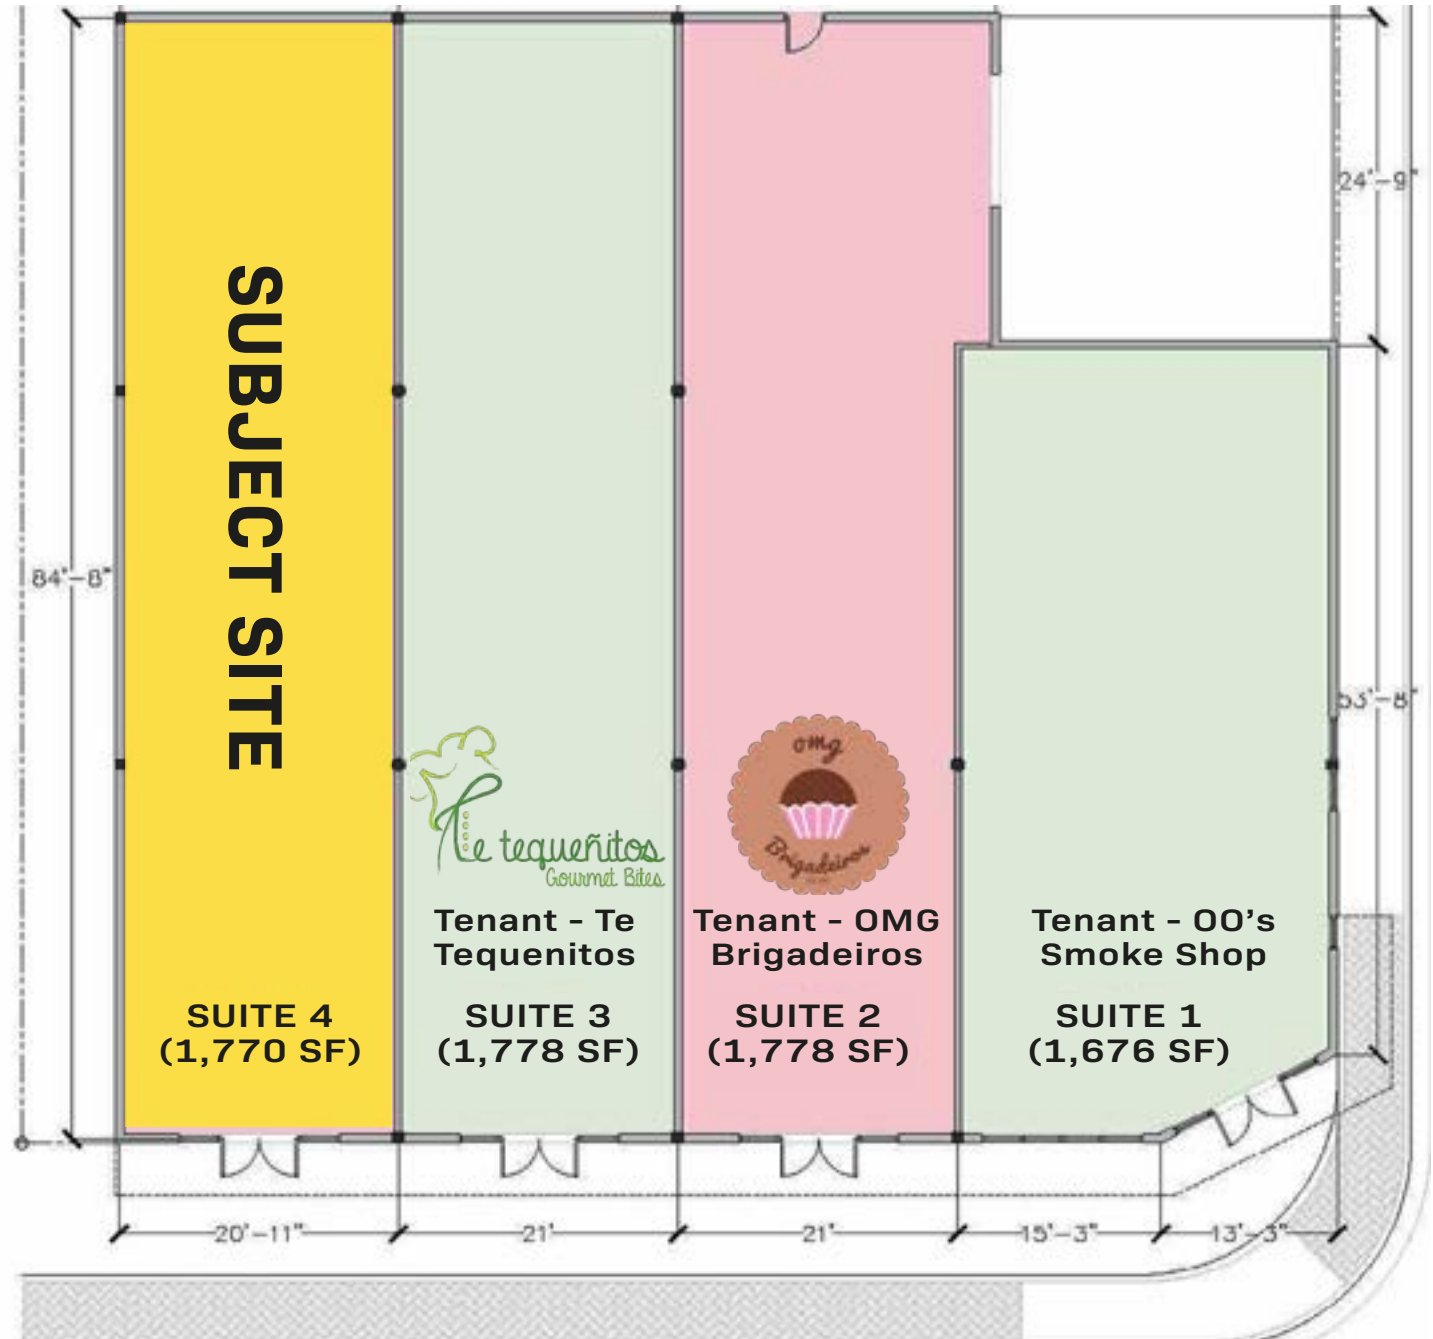 24'-9"
SUBJECT SITE
84'-8"
53'-8"
omg
Brigadeiros
Te tequeñitos
Gourmet Bites
Tenant - Te
Tequenitos
Tenant - OMG
Brigadeiros
Tenant - OO's
Smoke Shop
SUITE 4
(1,770 SF)
SUITE 3
(1,778 SF)
SUITE 2
(1,778 SF)
SUITE 1
(1,676 SF)
20'-11"
21'
21'
15'-3"
13'-3"